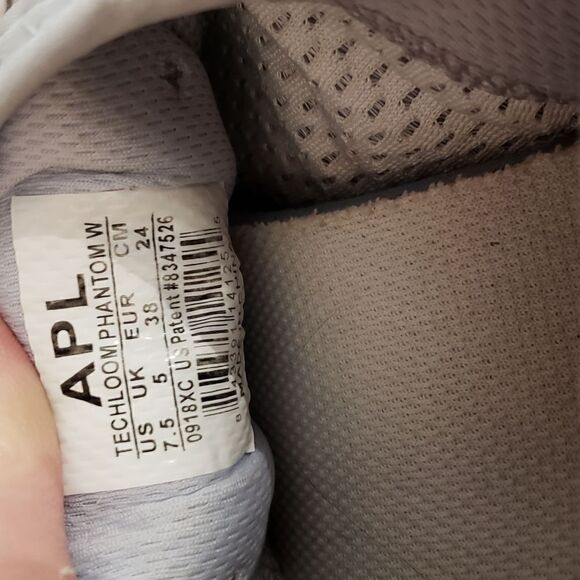 APL
TECHLOOM PHANTOM W
US UK EUR CM
7.5 5 38 24
0918XC US Patent #8347526